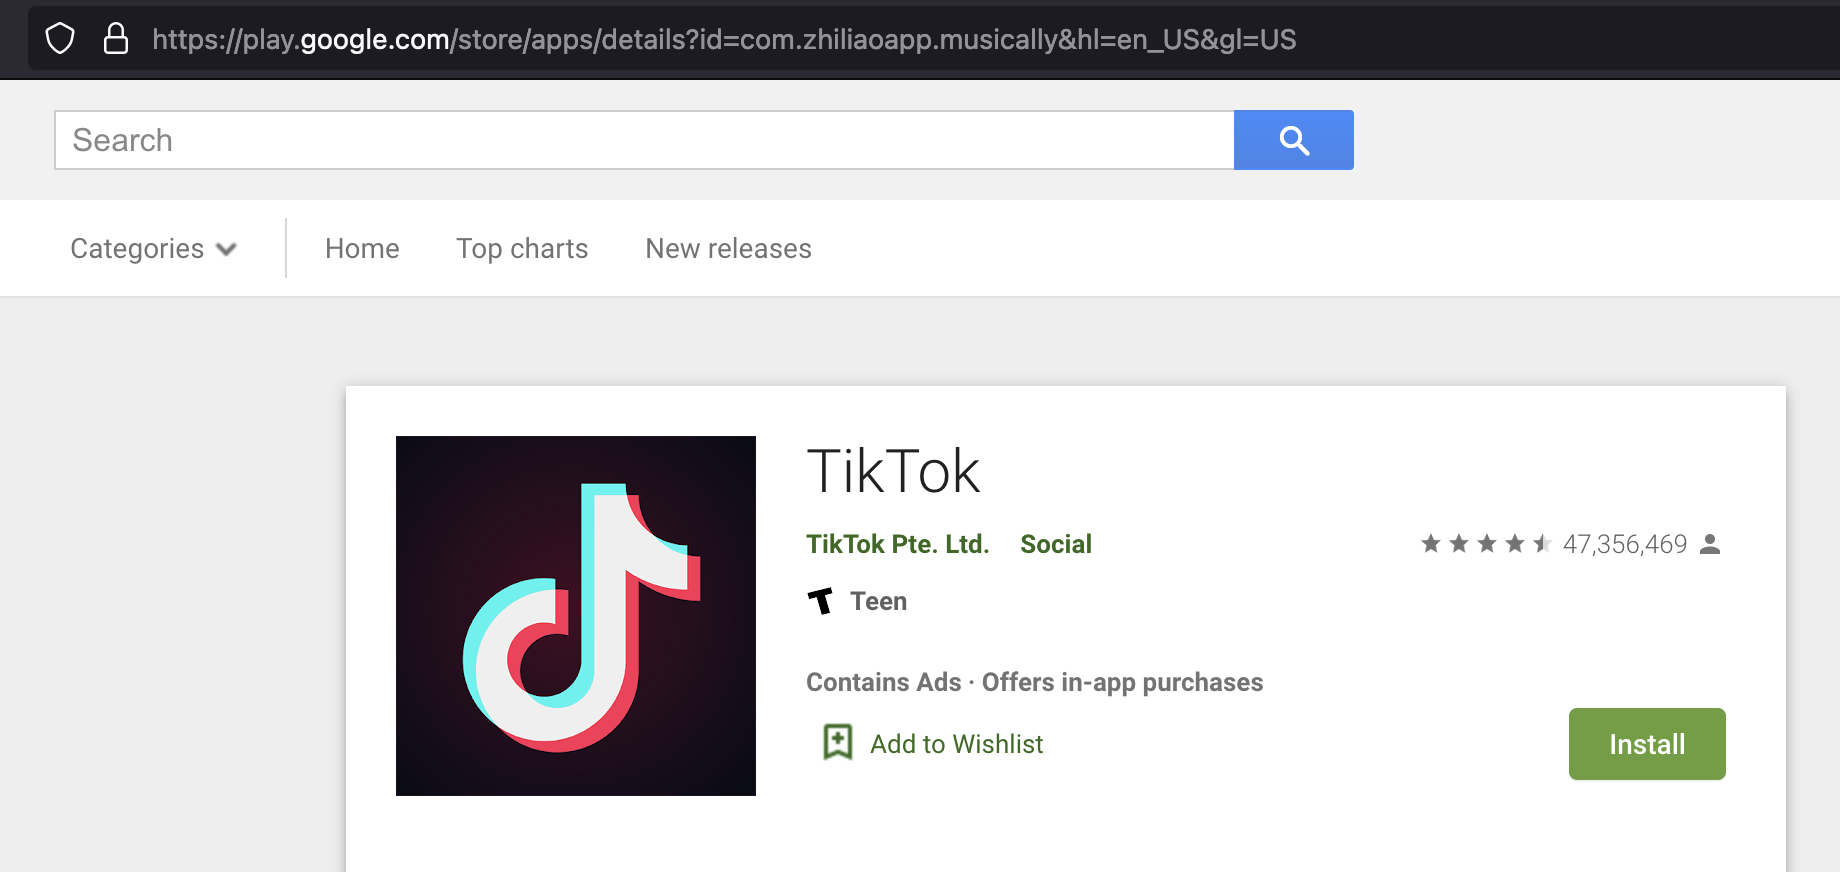 https://play.google.com/store/apps/details?id=com.zhiliaoapp.musically&hl=en_US&gl=US
Search
Categories Home Top charts New releases
TikTok
TikTok Pte. Ltd. Social 47,356,469
Teen
Contains Ads · Offers in-app purchases
Add to Wishlist
Install